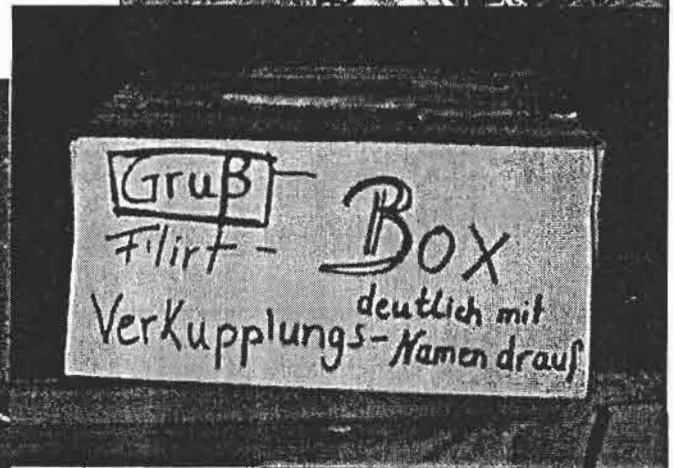 Gruß-
Flirt- Box
deutlich mit
Verkupplungs- Namen drauf